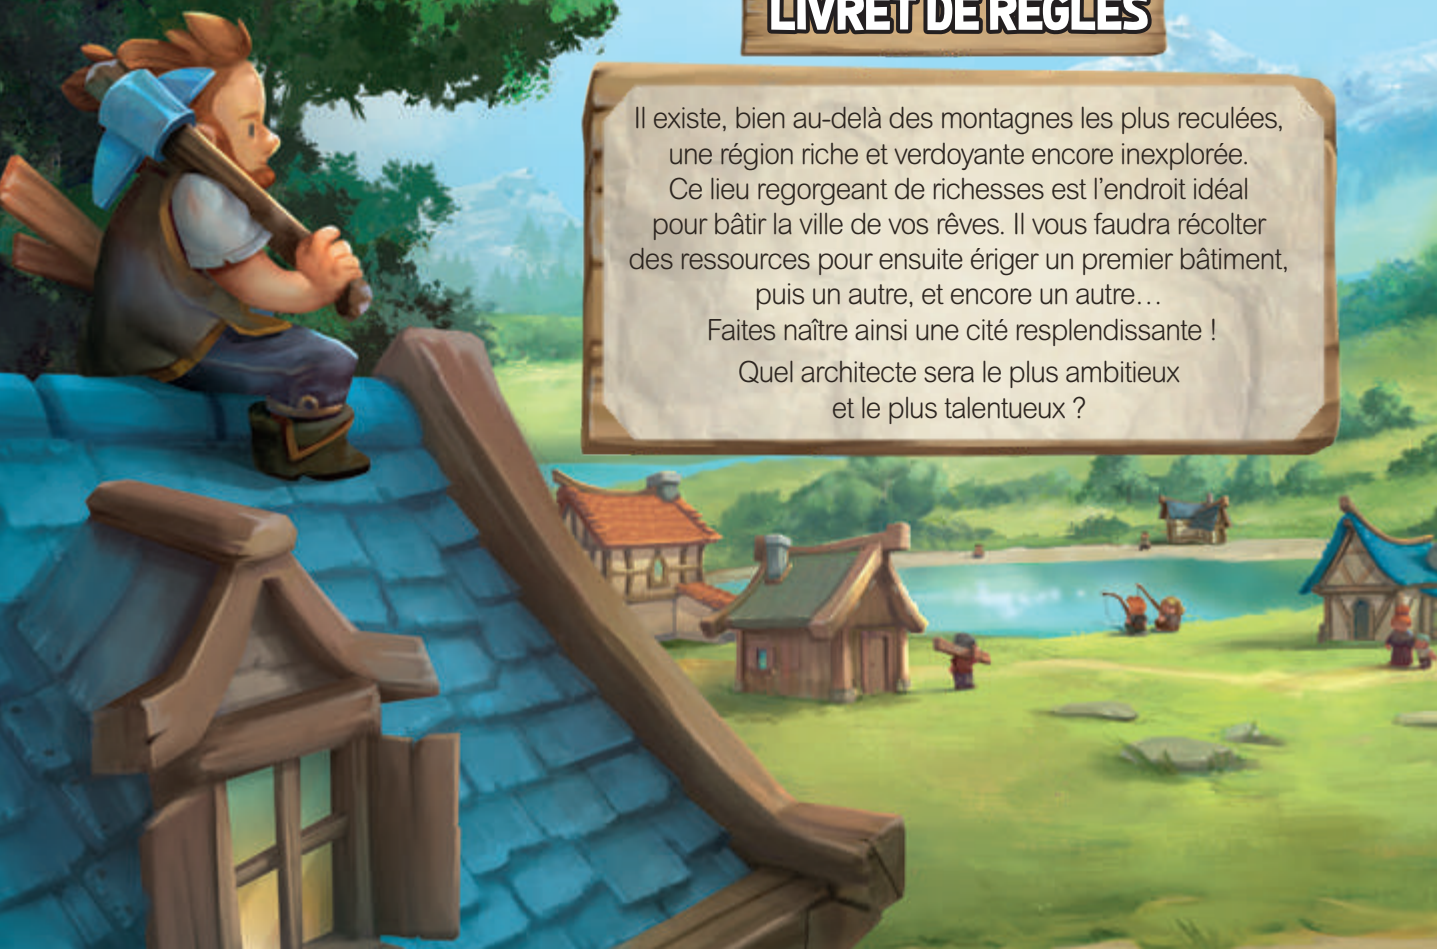 LIVRET DE RÈGLES
Il existe, bien au-delà des montagnes les plus reculées,
une région riche et verdoyante encore inexplorée.
Ce lieu regorgeant de richesses est l’endroit idéal
pour bâtir la ville de vos rêves. Il vous faudra récolter
des ressources pour ensuite ériger un premier bâtiment,
puis un autre, et encore un autre…
Faites naître ainsi une cité resplendissante !
Quel architecte sera le plus ambitieux
et le plus talentueux ?